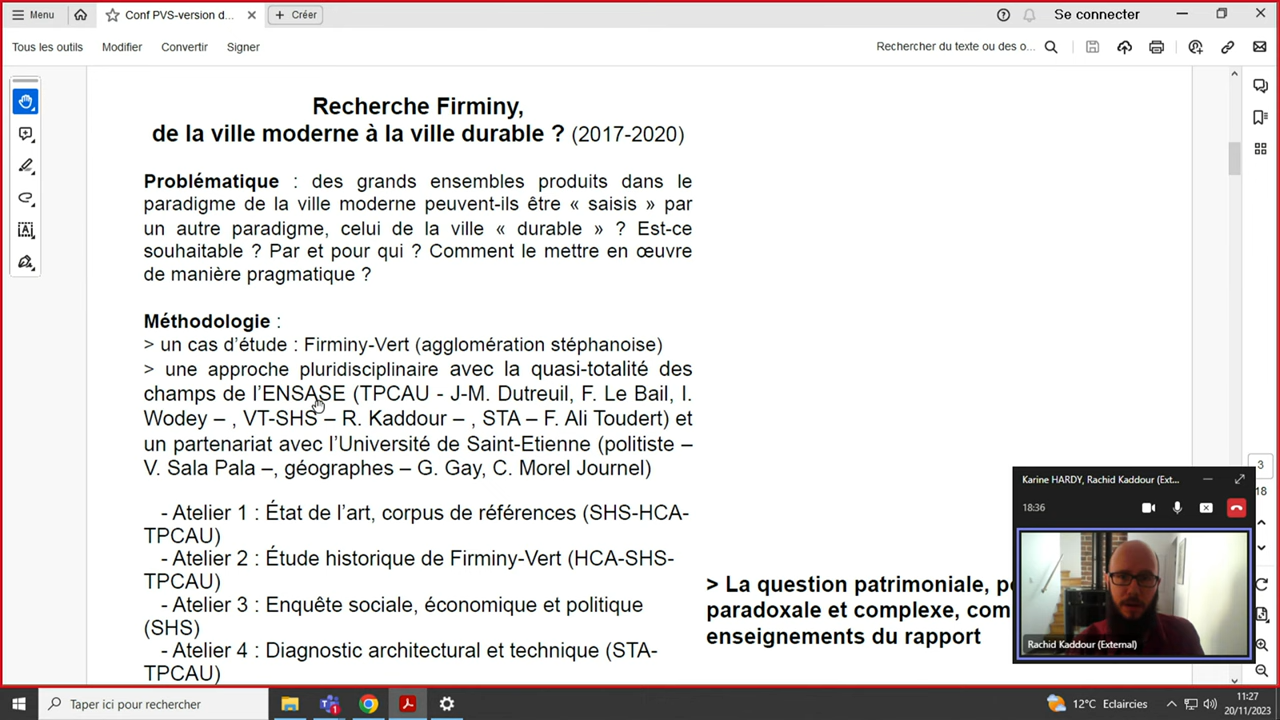 Menu
Conf PVS-version d...
Créer
Se connecter
Tous les outils
Modifier
Convertir
Signer
Rechercher du texte ou des o...
Recherche Firminy,
de la ville moderne à la ville durable ? (2017-2020)
Problématique : des grands ensembles produits dans le
paradigme de la ville moderne peuvent-ils être « saisis » par
un autre paradigme, celui de la ville « durable » ? Est-ce
souhaitable ? Par et pour qui ? Comment le mettre en œuvre
de manière pragmatique ?
Méthodologie :
> un cas d'étude : Firminy-Vert (agglomération stéphanoise)
> une approche pluridisciplinaire avec la quasi-totalité des
champs de l'ENSASE (TPCAU - J-M. Dutreuil, F. Le Bail, I.
Wodey – , VT-SHS – R. Kaddour – , STA – F. Ali Toudert) et
un partenariat avec l'Université de Saint-Etienne (politiste –
V. Sala Pala –, géographes – G. Gay, C. Morel Journel)
- Atelier 1 : État de l'art, corpus de références (SHS-HCA-
TPCAU)
- Atelier 2 : Étude historique de Firminy-Vert (HCA-SHS-
TPCAU)
- Atelier 3 : Enquête sociale, économique et politique
(SHS)
- Atelier 4 : Diagnostic architectural et technique (STA-
TPCAU)
> La question patrimoniale, p
paradoxale et complexe, com
enseignements du rapport
3
18
Karine HARDY, Rachid Kaddour (Ext...
18:36
Rachid Kaddour (External)
Taper ici pour rechercher
1
12°C Eclaircies
11:27
20/11/2023